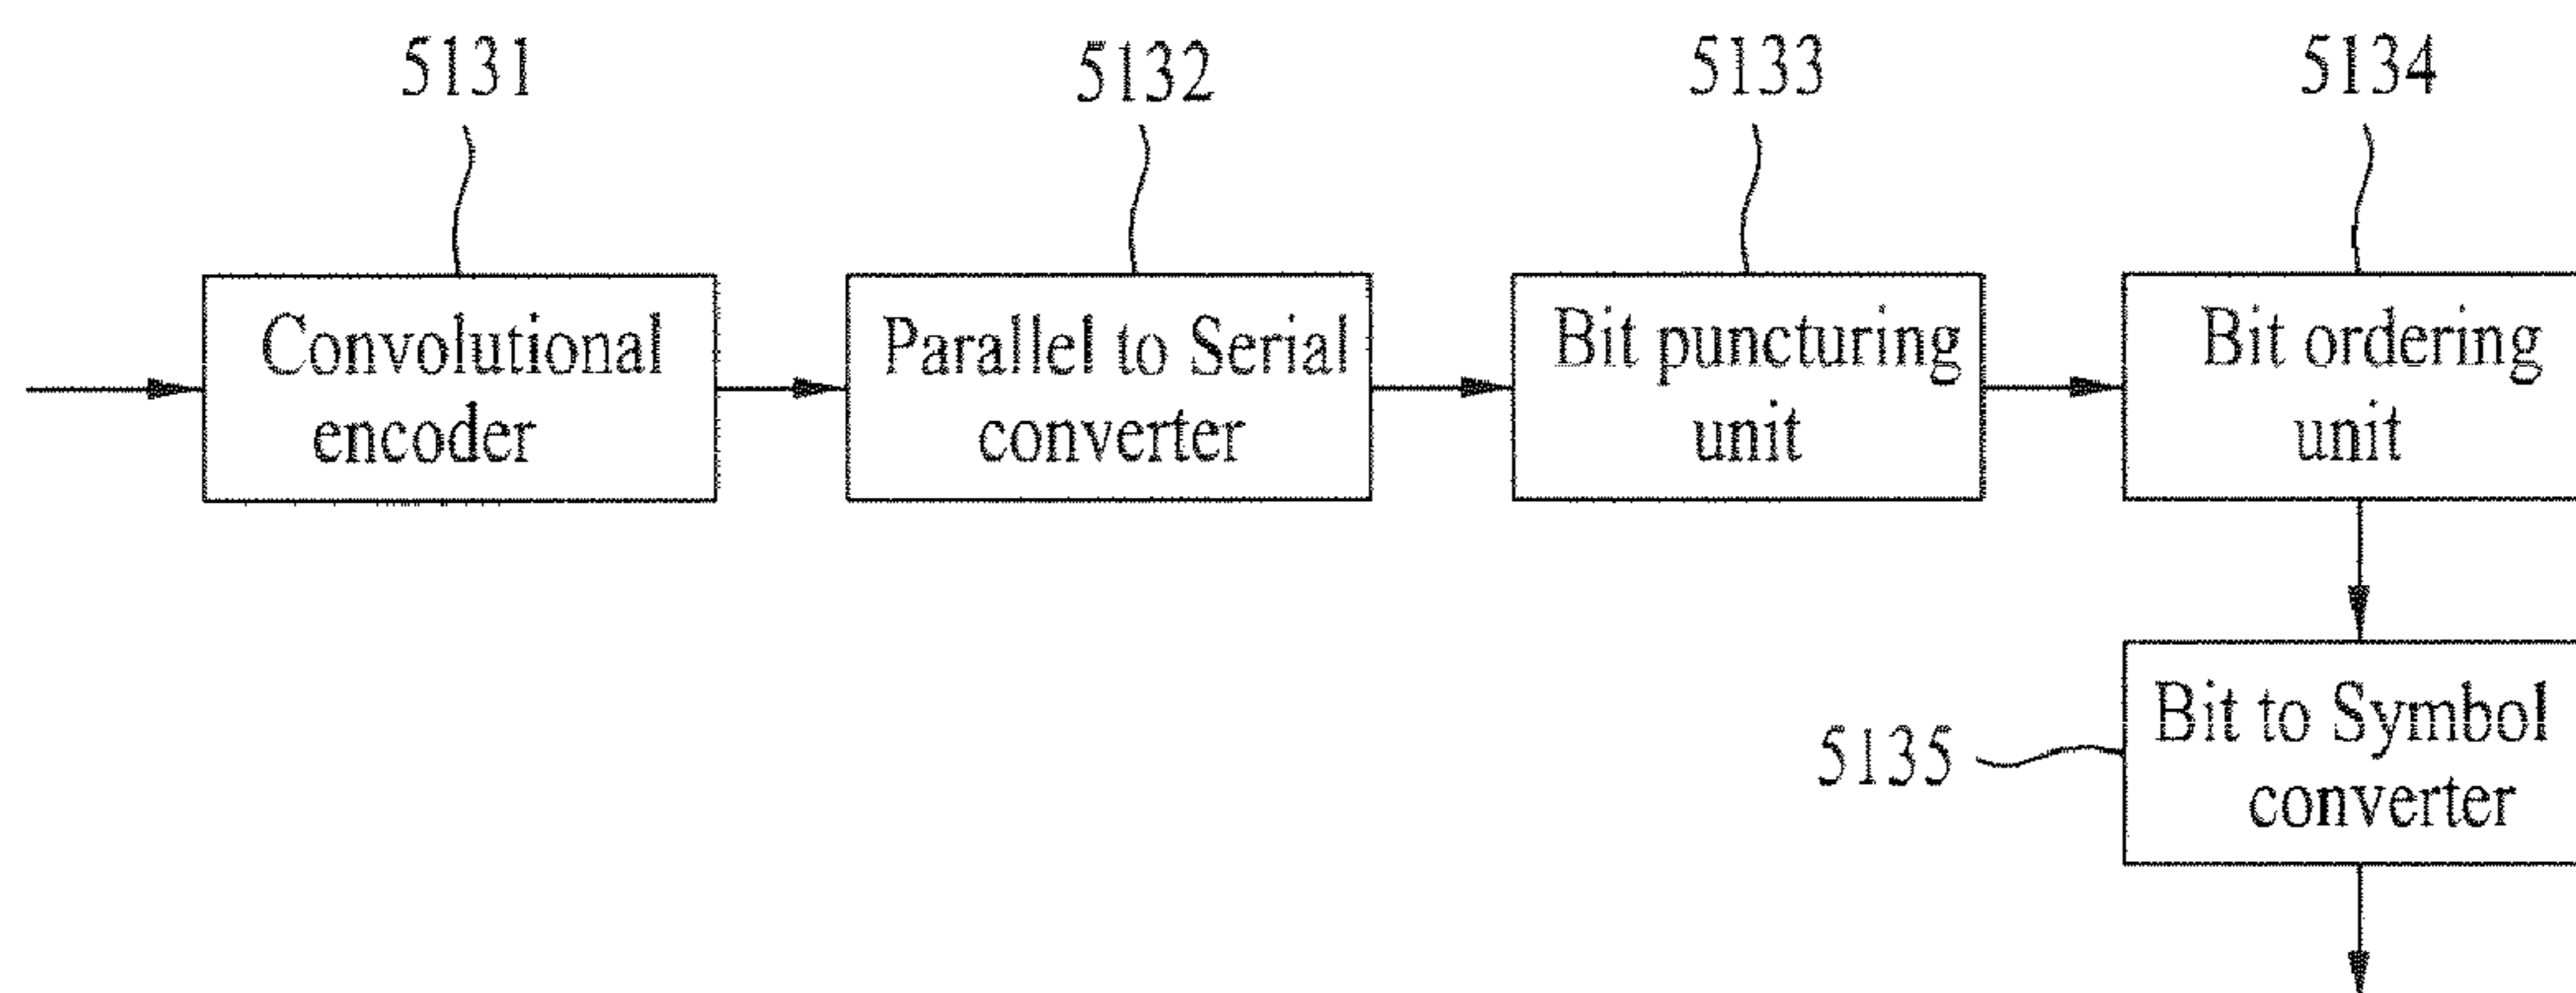 5131
5132
5133
5134
Convolutional
encoder
Parallel to Serial
converter
Bit puncturing
unit
Bit ordering
unit
5135
Bit to Symbol
converter